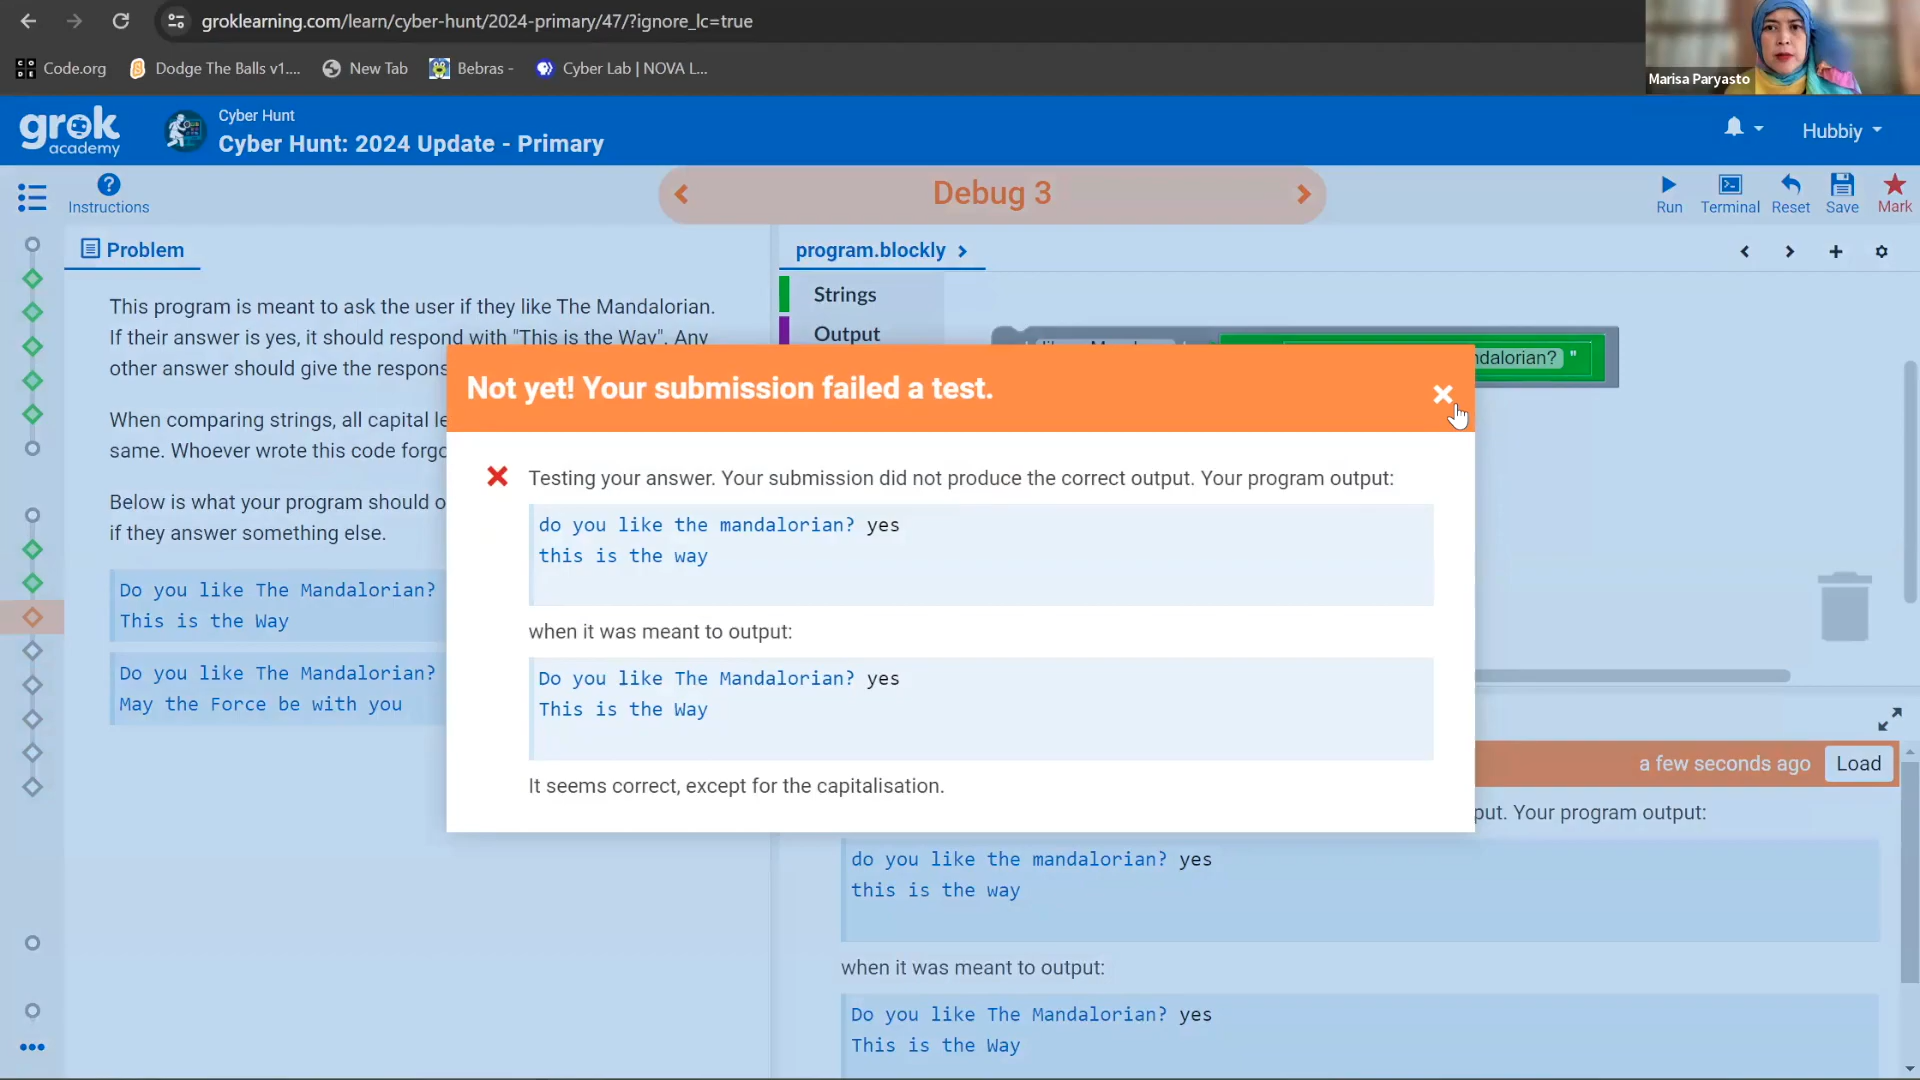 groklearning.com/learn/cyber-hunt/2024-primary/47/?ignore_lc=true
Code.org
Dodge The Balls v1....
New Tab
Bebras -
Cyber Lab | NOVA L...
Marisa Paryasto
grok
academy
Cyber Hunt
Cyber Hunt: 2024 Update - Primary
Hubbiy
Instructions
Debug 3
Run
Terminal
Reset
Save
Mark
Problem
This program is meant to ask the user if they like The Mandalorian.
If their answer is yes, it should respond with "This is the Way". Any
other answer should give the respons
When comparing strings, all capital le
same. Whoever wrote this code forgo
Below is what your program should o
if they answer something else.
Do you like The Mandalorian?
This is the Way
Do you like The Mandalorian?
May the Force be with you
program.blockly
Strings
Output
ndalorian? "
Not yet! Your submission failed a test.
Testing your answer. Your submission did not produce the correct output. Your program output:
do you like the mandalorian? yes
this is the way
when it was meant to output:
Do you like The Mandalorian? yes
This is the Way
It seems correct, except for the capitalisation.
a few seconds ago
Load
put. Your program output:
do you like the mandalorian? yes
this is the way
when it was meant to output:
Do you like The Mandalorian? yes
This is the Way